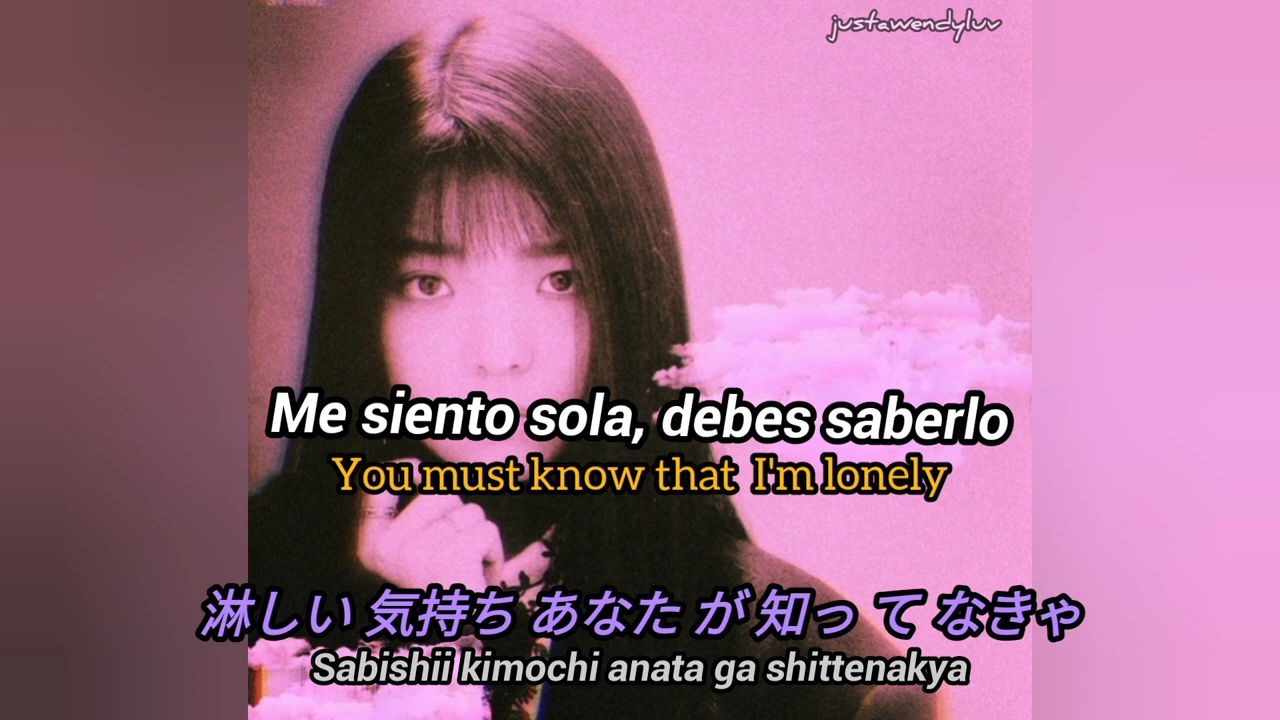 justawendyluv
Me siento sola, debes saberlo
You must know that I'm lonely
淋しい 気持ち あなた が 知っ て なきゃ
Sabishii kimochi anata ga shittenakya